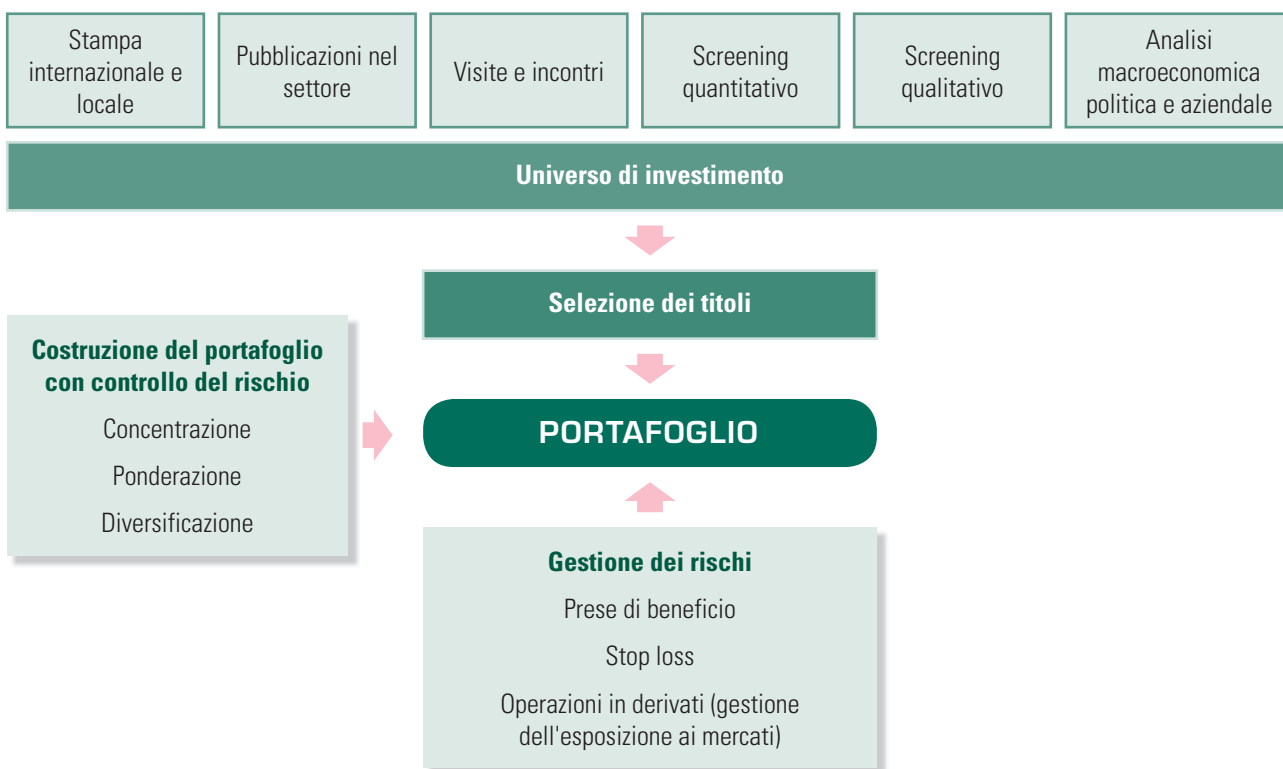 Stampa
internazionale e
locale
Pubblicazioni nel
settore
Visite e incontri
Screening
quantitativo
Screening
qualitativo
Analisi
macroeconomica
politica e aziendale
Universo di investimento
Selezione dei titoli
Costruzione del portafoglio
con controllo del rischio
Concentrazione
Ponderazione
Diversificazione
PORTAFOGLIO
Gestione dei rischi
Prese di beneficio
Stop loss
Operazioni in derivati (gestione
dell'esposizione ai mercati)